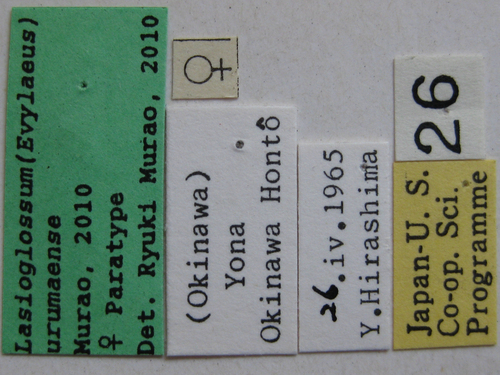 Lasioglossum(Evylaeus)
urumaense
Murao, 2010
♀ Paratype
Det. Ryuki Murao, 2010
♀
(Okinawa)
Yona
Okinawa Hontô
26.iv.1965
Y.Hirashima
26
Japan-U. S.
Co-op. Sci.
Programme